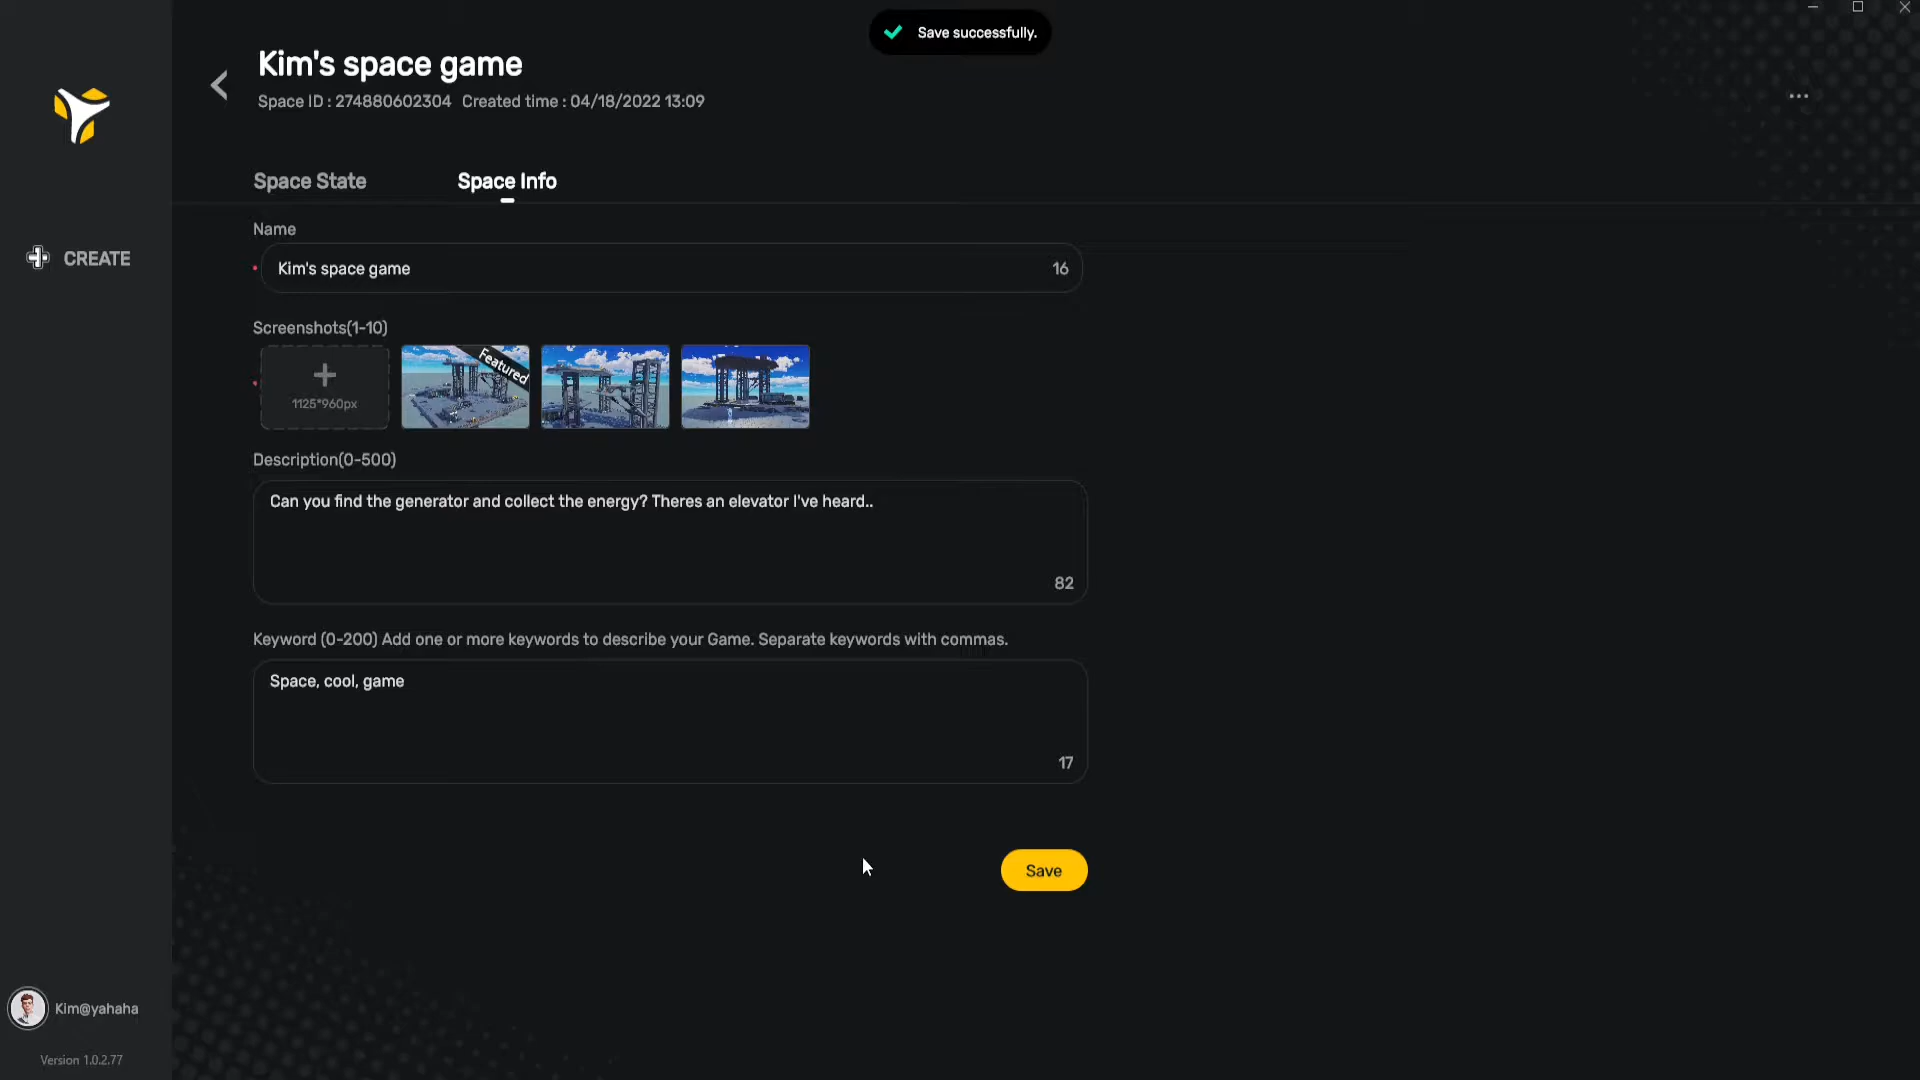 Save successfully.
Kim's space game
Space ID : 274880602304 Created time : 04/18/2022 13:09
Space State
Space Info
CREATE
Name
Kim's space game
16
Screenshots(1-10)
1125*960px
Featured
Description(0-500)
Can you find the generator and collect the energy? Theres an elevator I've heard..
82
Keyword (0-200) Add one or more keywords to describe your Game. Separate keywords with commas.
Space, cool, game
17
Save
Kim@yahaha
Version 1.0.2.77